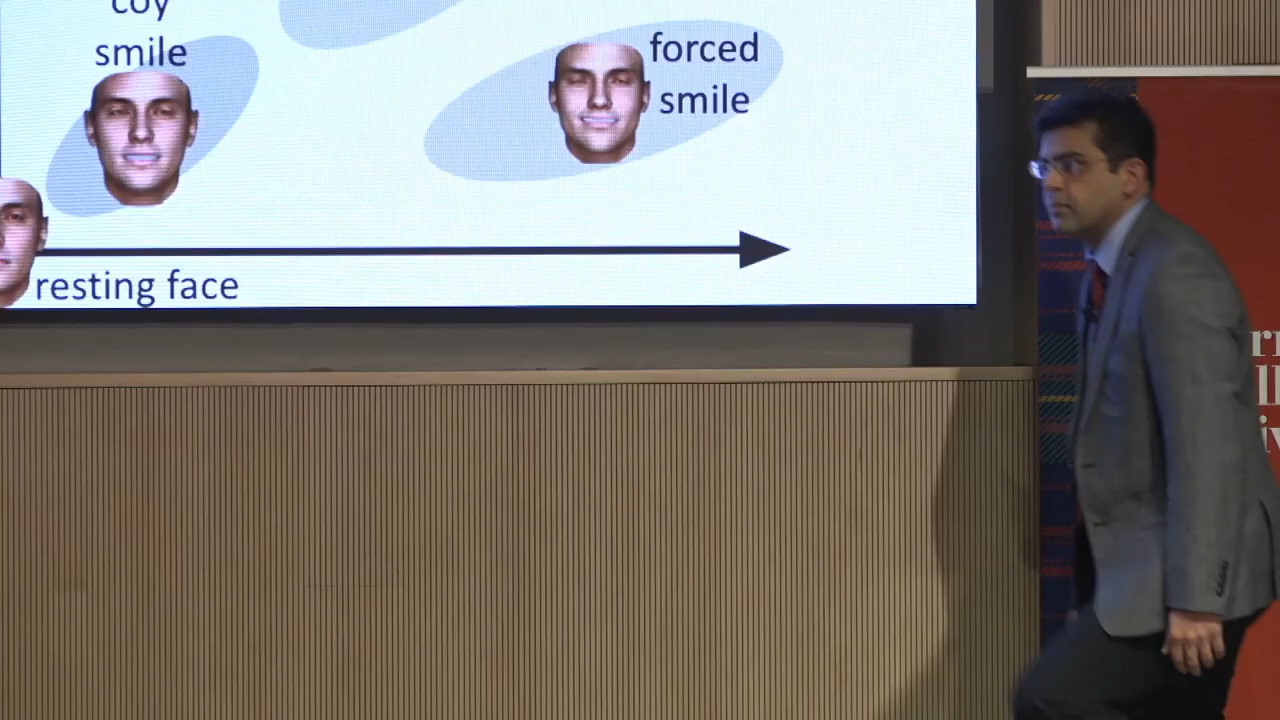 coy
smile
forced
smile
resting face